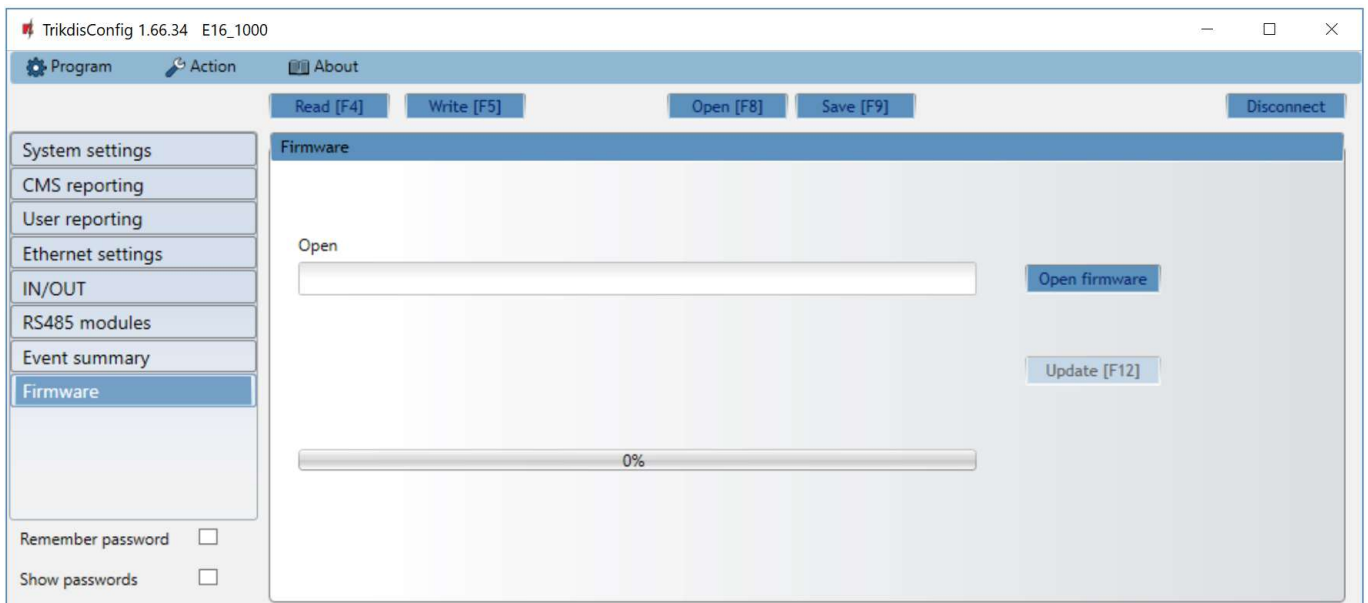 TrikdisConfig 1.66.34 E16_1000
Program Action About
Read [F4] Write [F5] Open [F8] Save [F9] Disconnect
System settings
CMS reporting
User reporting
Ethernet settings
IN/OUT
RS485 modules
Event summary
Firmware
Remember password
Show passwords
Firmware
Open
Open firmware
Update [F12]
0%